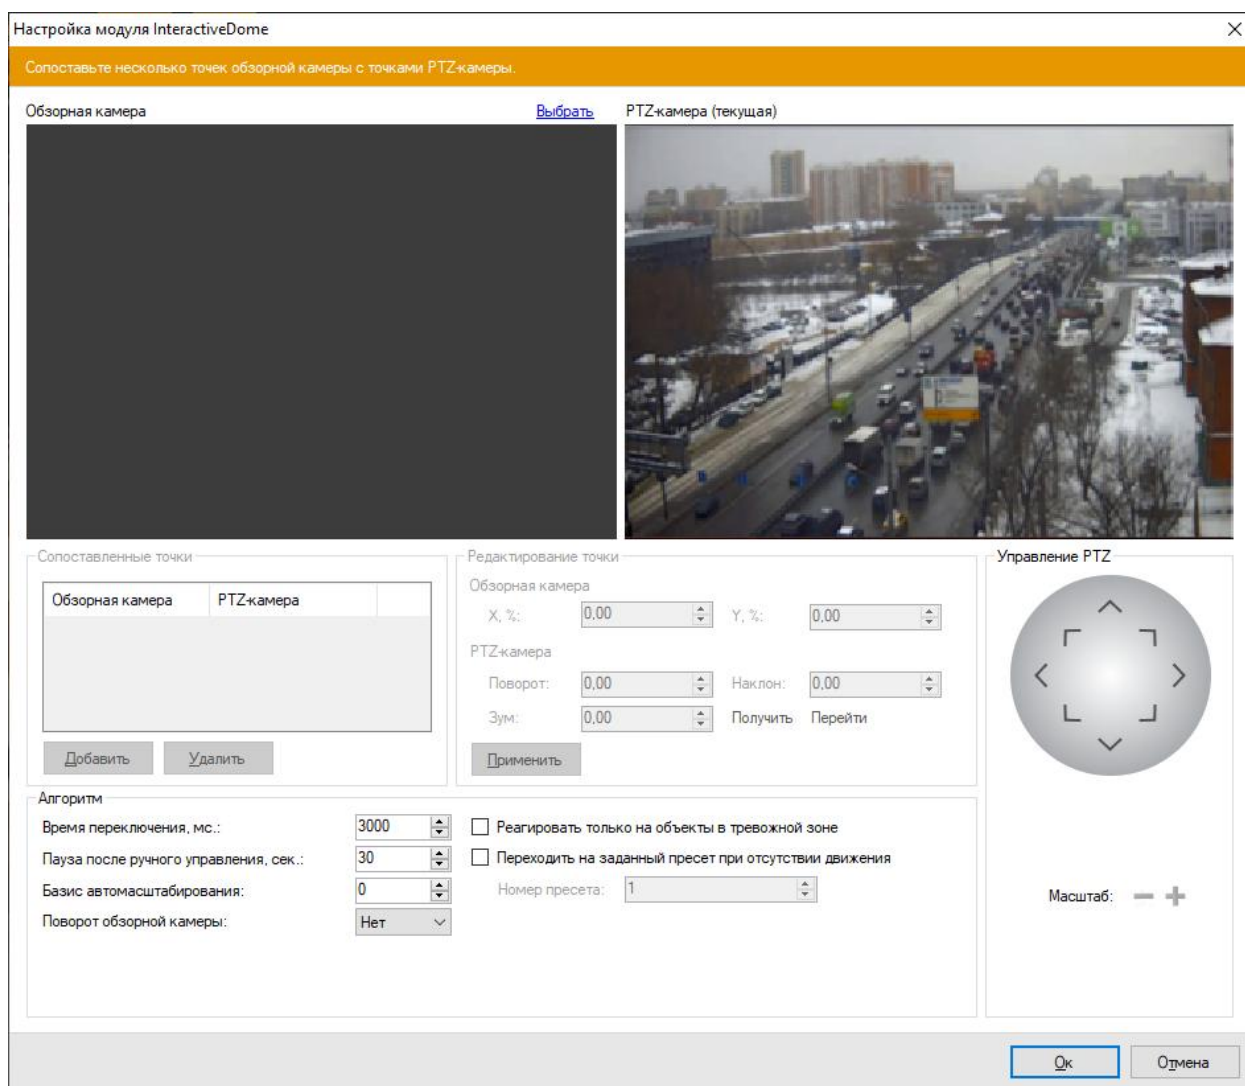 Настройка модуля InteractiveDome
Сопоставьте несколько точек обзорной камеры с точками PTZ-камеры.
Обзорная камера Выбрать PTZ-камера (текущая)
Сопоставленные точки Редактирование точки Управление PTZ
Обзорная камера PTZ-камера
Обзорная камера
X, %: 0,00 Y, %: 0,00
PTZ-камера
Поворот: 0,00 Наклон: 0,00
Зум: 0,00 Получить Перейти
Добавить Удалить Применить
Алгоритм
Время переключения, мс.: 3000 Реагировать только на объекты в тревожной зоне
Пауза после ручного управления, сек.: 30 Переходить на заданный пресет при отсутствии движения
Базис автомасштабирования: 0 Номер пресета: 1
Масштаб:
Поворот обзорной камеры: Нет
Ок Отмена